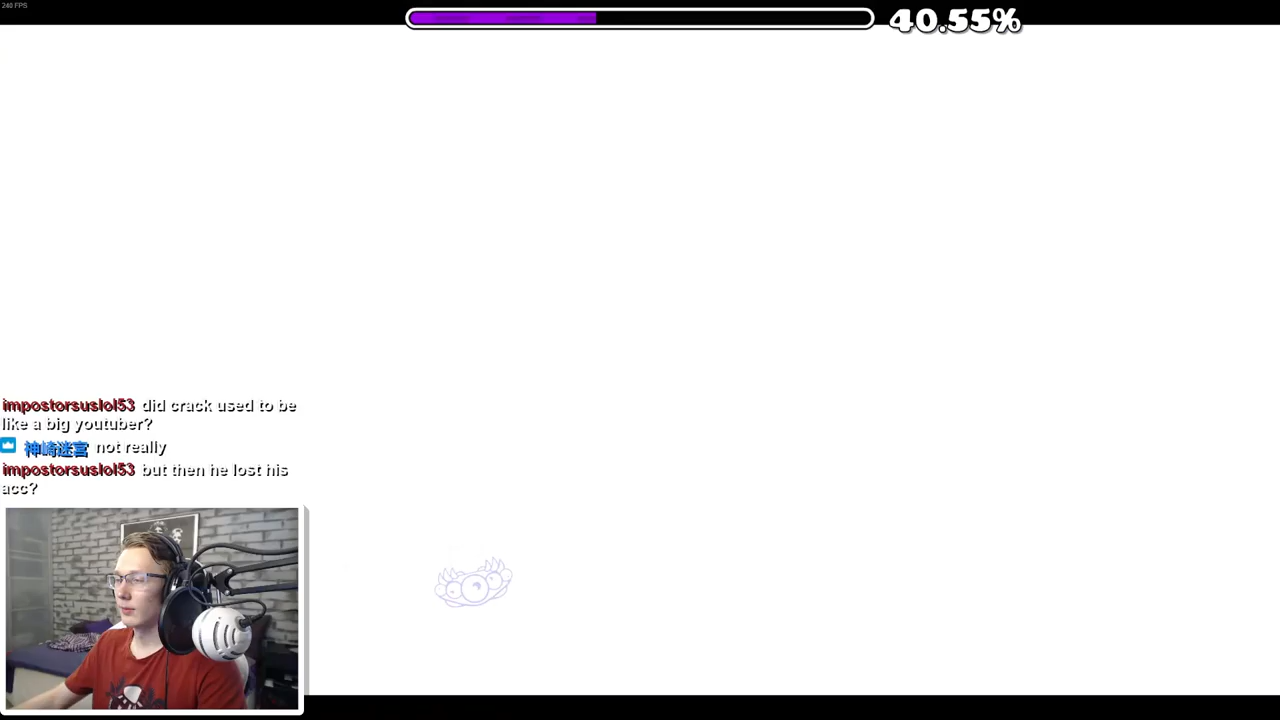 240 FPS
40.55%
impostorsuslol53 did crack used to be
like a big youtuber?
神崎迷宮 not really
impostorsuslol53 but then he lost his
acc?